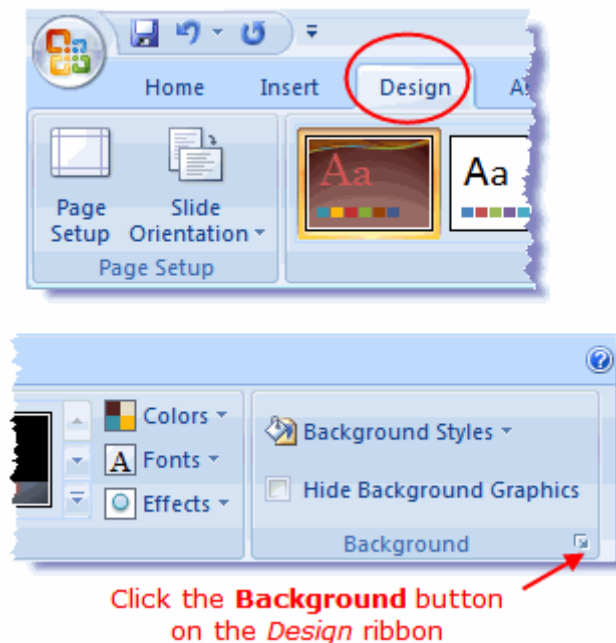 Home Insert Design A
Aa Aa
Page Slide
Setup Orientation
Page Setup
Colors Background Styles
A Fonts Hide Background Graphics
Effects
Background
Click the Background button
on the Design ribbon